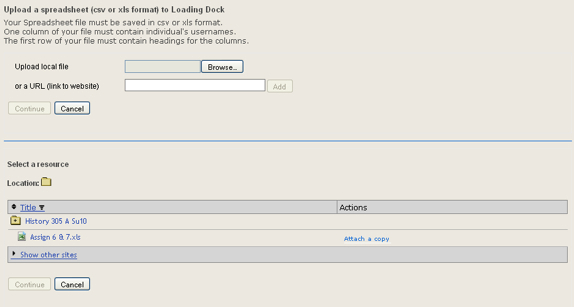 Upload a spreadsheet (csv or xls format) to Loading Dock
Your Spreadsheet file must be saved in csv or xls format.
One column of your file must contain individual's usernames.
The first row of your file must contain headings for the columns.
Upload local file Browse...
or a URL (link to website) Add
Continue Cancel
Select a resource
Location:
Title Actions
History 305 A Su10
Assign 6 & 7.xls Attach a copy
Show other sites
Continue Cancel